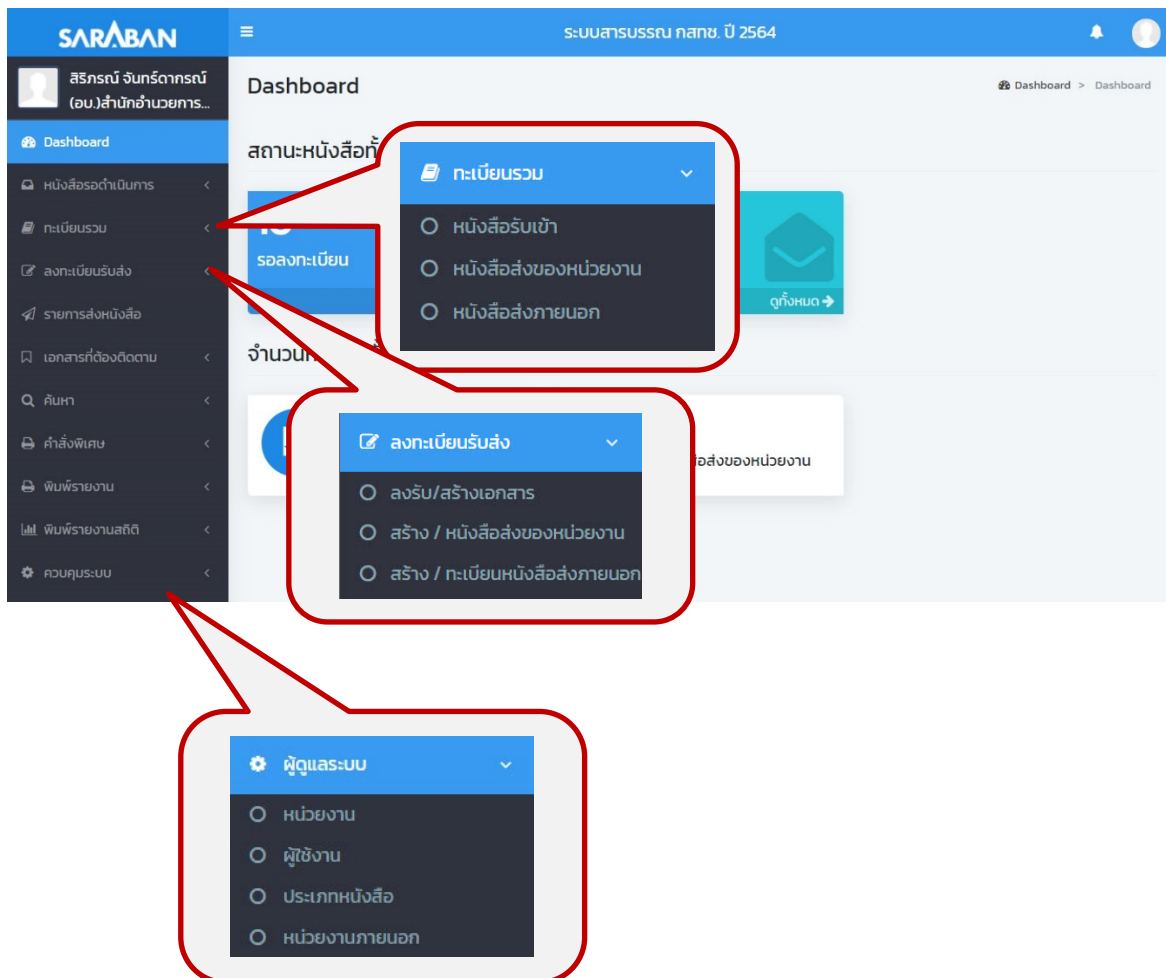 SARABAN
ระบบสารบรรณ กสทช. ปี 2564
สิริภรณ์ จันทร์ดากรณ์
(อบ.)สำนักอำนวยการ...
Dashboard
Dashboard > Dashboard
Dashboard
หนังสือรอดำเนินการ
ทะเบียนรวม
ลงทะเบียนรับส่ง
รายการส่งหนังสือ
เอกสารที่ต้องติดตาม
ค้นหา
คำสั่งพิเศษ
พิมพ์รายงาน
พิมพ์รายงานสถิติ
ควบคุมระบบ
สถานะหนังสือทั้
รอลงทะเบียน
ดูทั้งหมด
ทะเบียนรวม
หนังสือรับเข้า
หนังสือส่งของหน่วยงาน
หนังสือส่งภายนอก
ลงทะเบียนรับส่ง
ลงรับ/สร้างเอกสาร
สร้าง / หนังสือส่งของหน่วยงาน
สร้าง / ทะเบียนหนังสือส่งภายนอก
ือส่งของหน่วยงาน
ผู้ดูแลระบบ
หน่วยงาน
ผู้ใช้งาน
ประเภทหนังสือ
หน่วยงานภายนอก